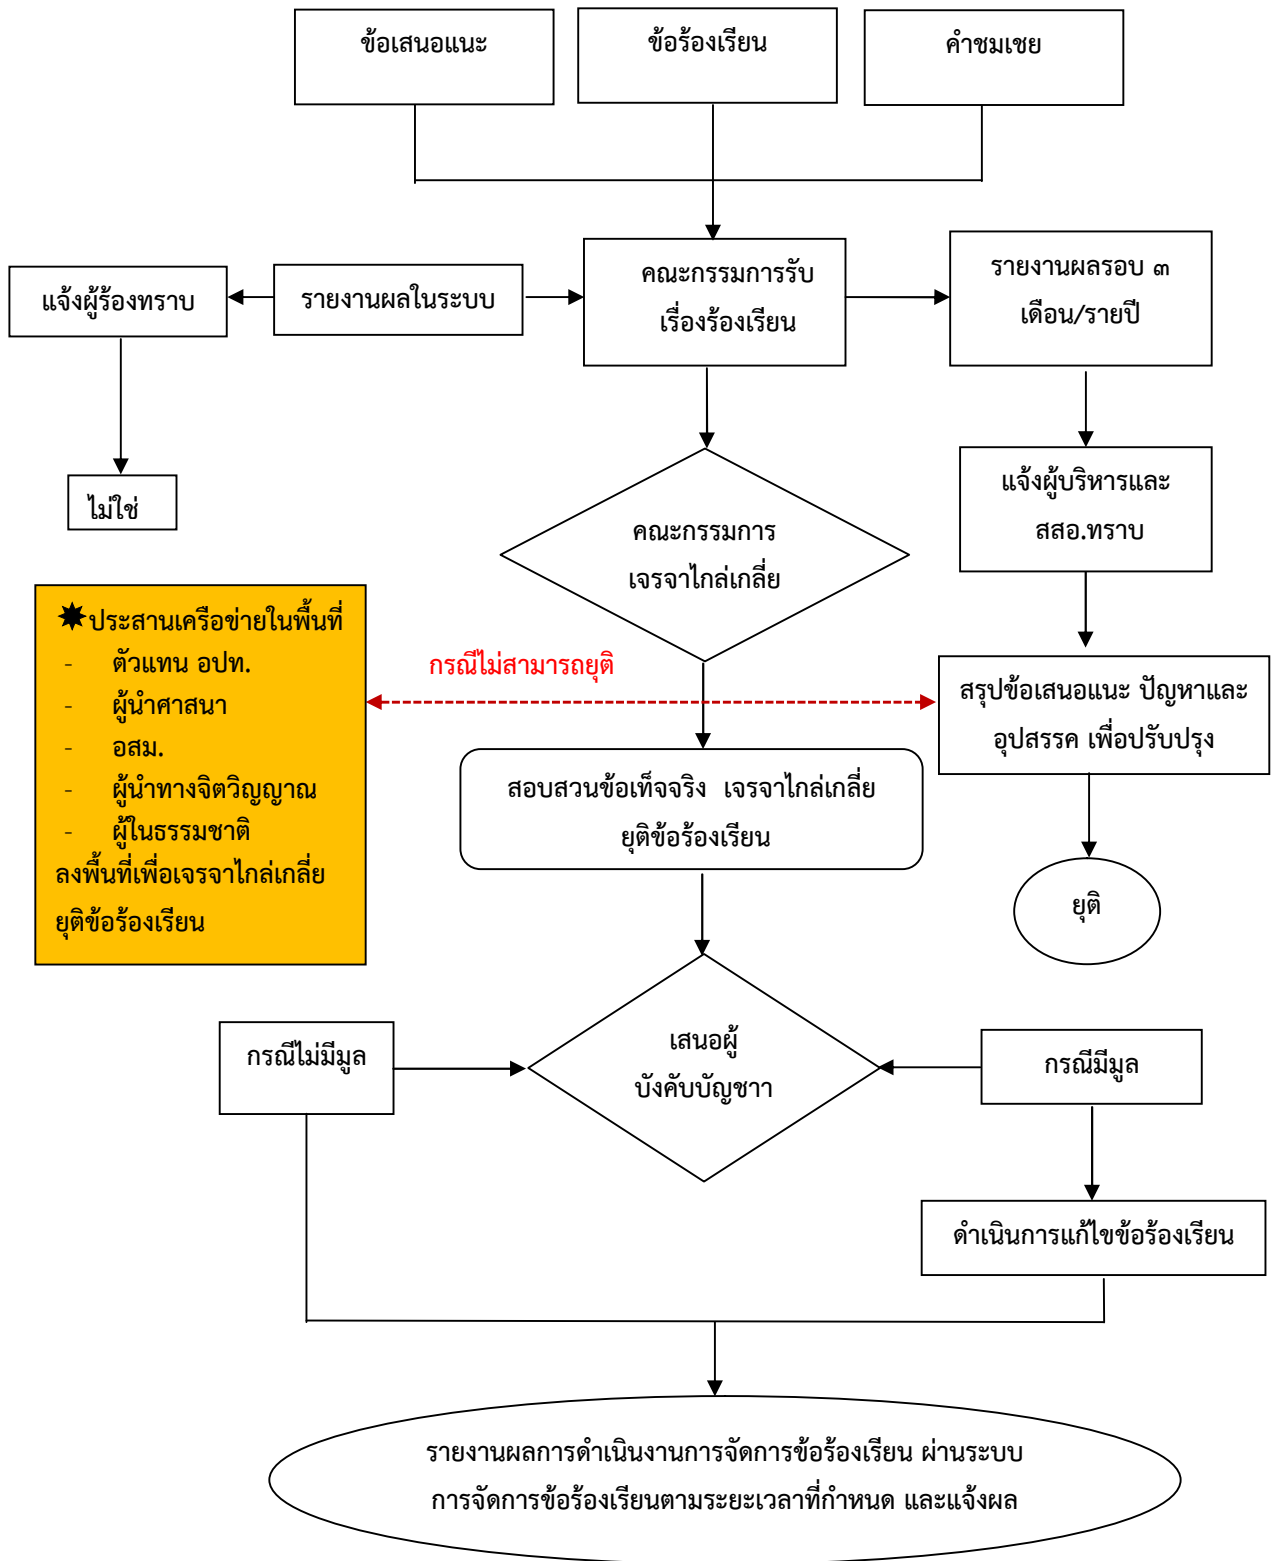 ข้อเสนอแนะ
ข้อร้องเรียน
คำชมเชย
แจ้งผู้ร้องทราบ
รายงานผลในระบบ
คณะกรรมการรับ
เรื่องร้องเรียน
รายงานผลรอบ ๓
เดือน/รายปี
ไม่ใช่
คณะกรรมการ
เจรจาไกล่เกลี่ย
แจ้งผู้บริหารและ
สสอ.ทราบ
✷ประสานเครือข่ายในพื้นที่
- ตัวแทน อปท.
- ผู้นำศาสนา
- อสม.
- ผู้นำทางจิตวิญญาณ
- ผู้ในธรรมชาติ
ลงพื้นที่เพื่อเจรจาไกล่เกลี่ย
ยุติข้อร้องเรียน
กรณีไม่สามารถยุติ
สรุปข้อเสนอแนะ ปัญหาและ
อุปสรรค เพื่อปรับปรุง
สอบสวนข้อเท็จจริง เจรจาไกล่เกลี่ย
ยุติข้อร้องเรียน
ยุติ
กรณีไม่มีมูล
เสนอผู้
บังคับบัญชาา
กรณีมีมูล
ดำเนินการแก้ไขข้อร้องเรียน
รายงานผลการดำเนินงานการจัดการข้อร้องเรียน ผ่านระบบ
การจัดการข้อร้องเรียนตามระยะเวลาที่กำหนด และแจ้งผล